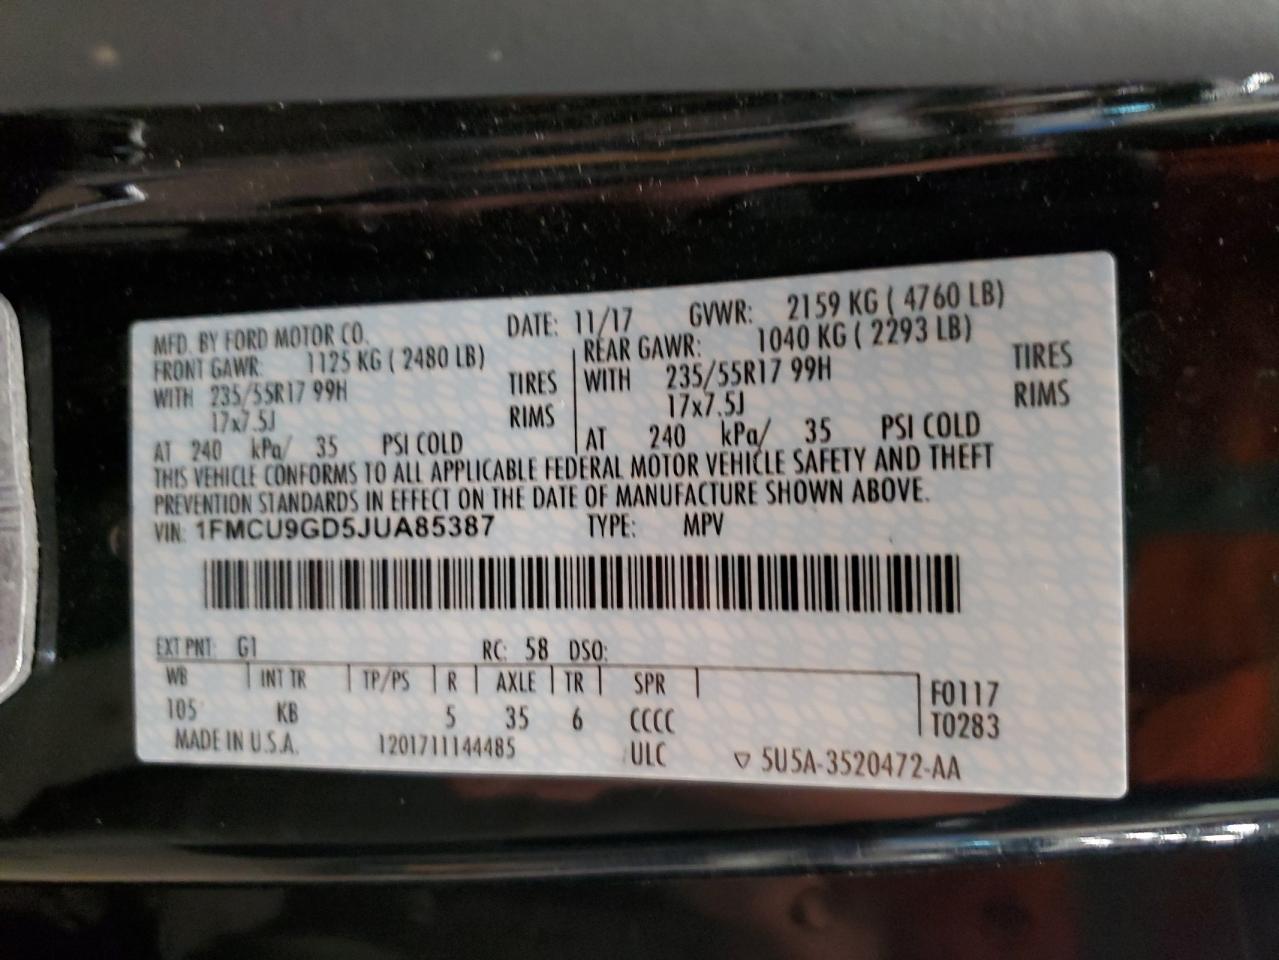 MFD. BY FORD MOTOR CO. DATE: 11/17 GVWR: 2159 KG ( 4760 LB)
FRONT GAWR: 1125 KG ( 2480 LB) REAR GAWR: 1040 KG ( 2293 LB)
WITH 235/55R17 99H TIRES WITH 235/55R17 99H TIRES
17x7.5J RIMS 17x7.5J RIMS
AT 240 kPa/ 35 PSI COLD AT 240 kPa/ 35 PSI COLD
THIS VEHICLE CONFORMS TO ALL APPLICABLE FEDERAL MOTOR VEHICLE SAFETY AND THEFT
PREVENTION STANDARDS IN EFFECT ON THE DATE OF MANUFACTURE SHOWN ABOVE.
VIN: 1FMCU9GD5JUA85387 TYPE: MPV
EXT PNT: G1 RC: 58 DSO:
WB INT TR TP/PS R AXLE TR SPR F0117
105 KB 5 35 6 CCCC T0283
MADE IN U.S.A. 1201711144485 ULC ▽ 5U5A-3520472-AA